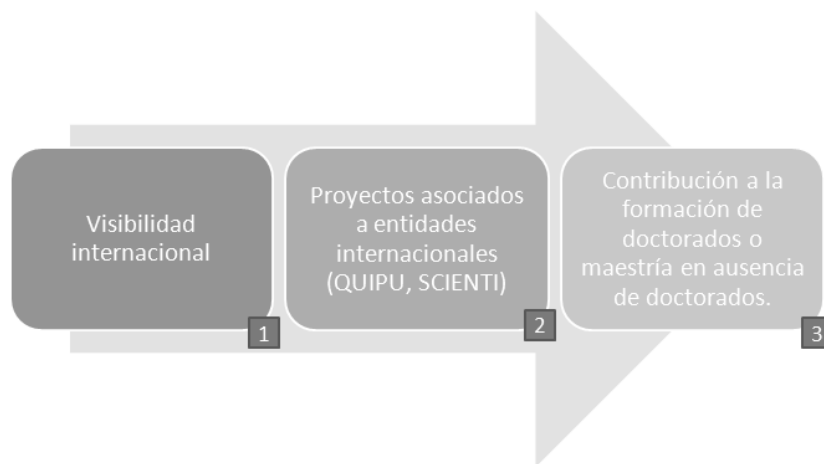 Visibilidad
internacional
1
Proyectos asociados
a entidades
internacionales
(QUIPU, SCIENTI)
2
Contribución a la
formación de
doctorados o
maestría en ausencia
de doctorados.
3